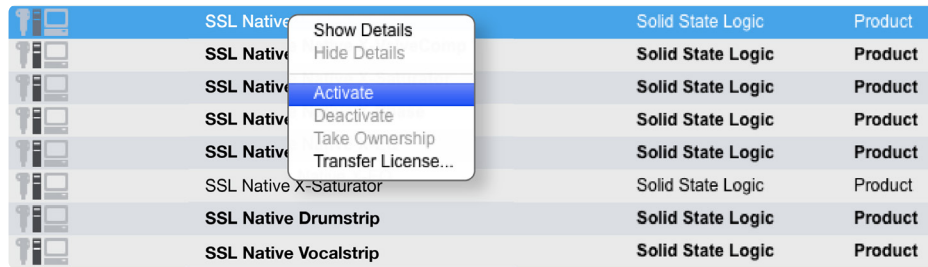 SSL Native Solid State Logic Product
Show Details
SSL Native Solid State Logic Product
Hide Details
SSL Native Solid State Logic Product
Activate
SSL Native Solid State Logic Product
Deactivate
Take Ownership
SSL Native Solid State Logic Product
Transfer License...
SSL Native X-Saturator Solid State Logic Product
SSL Native Drumstrip Solid State Logic Product
SSL Native Vocalstrip Solid State Logic Product